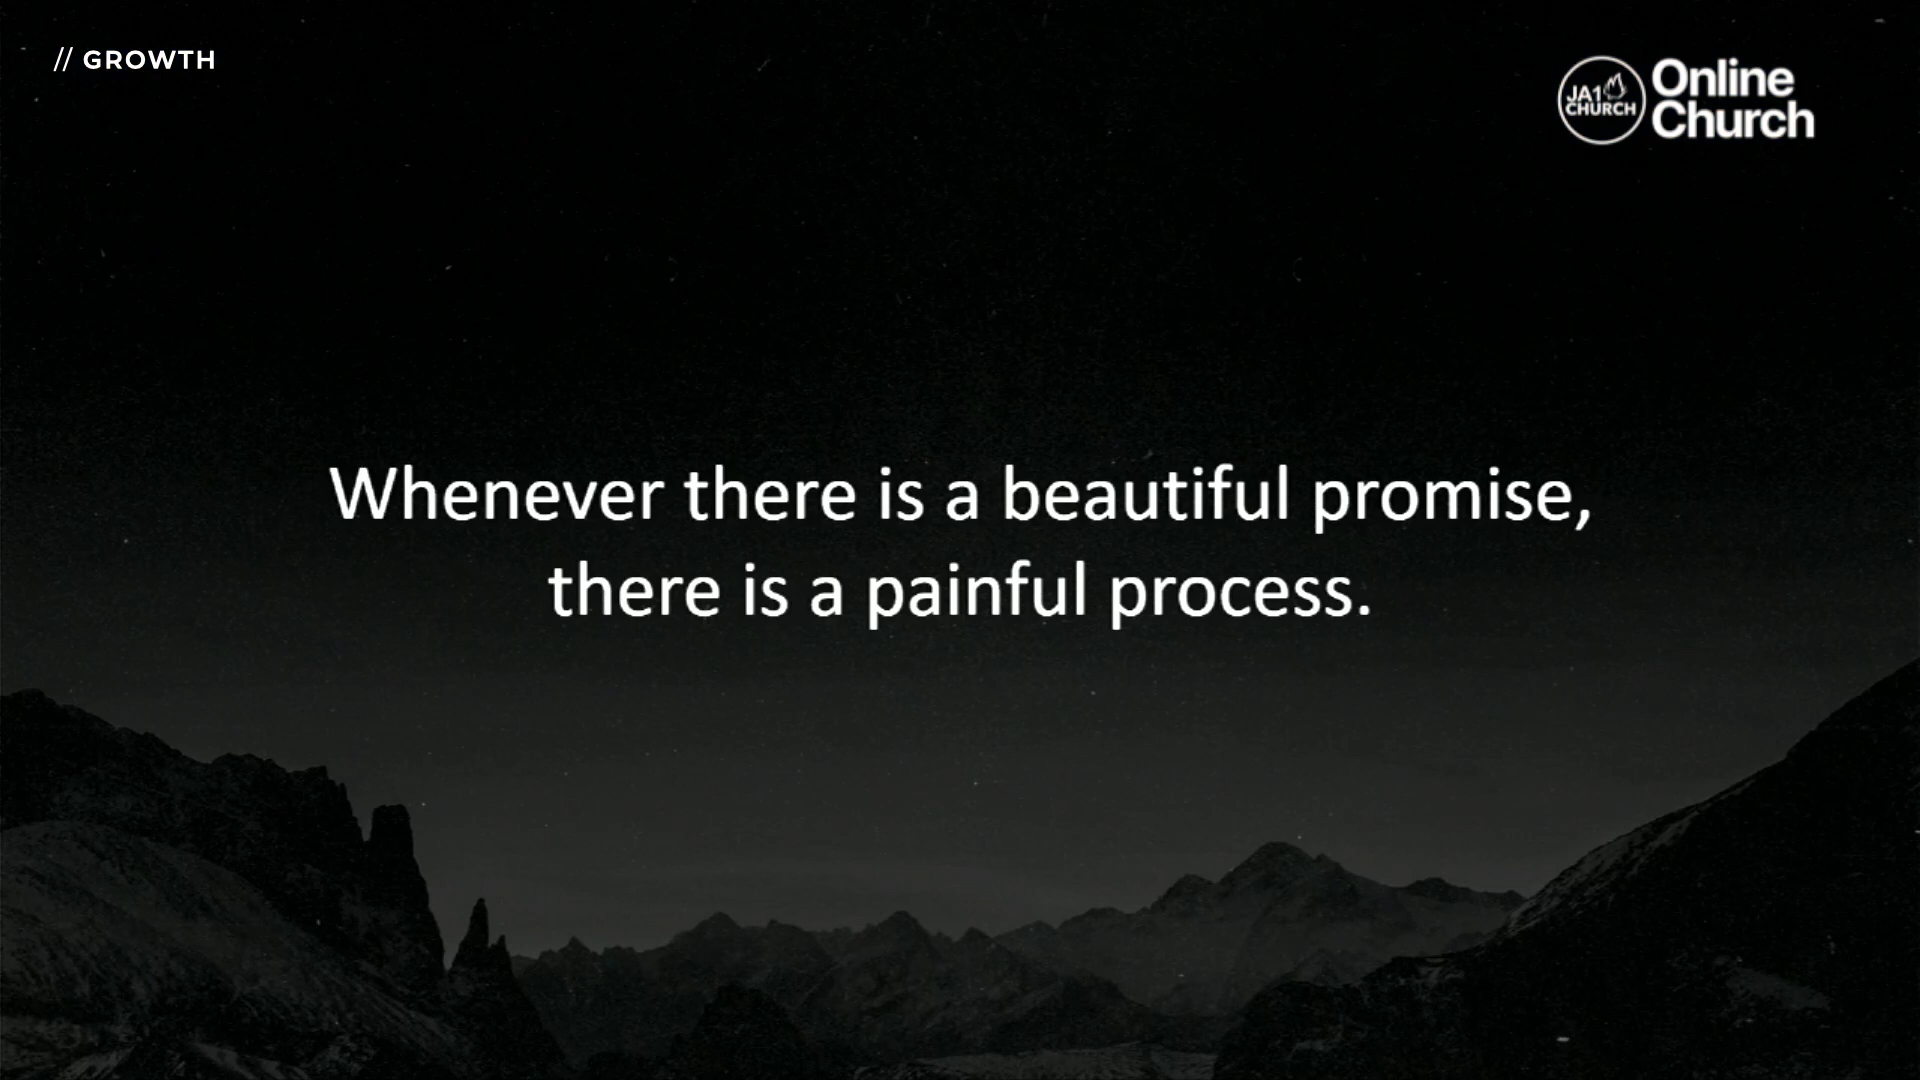 // GROWTH
JA1
CHURCH
Online
Church
Whenever there is a beautiful promise,
there is a painful process.